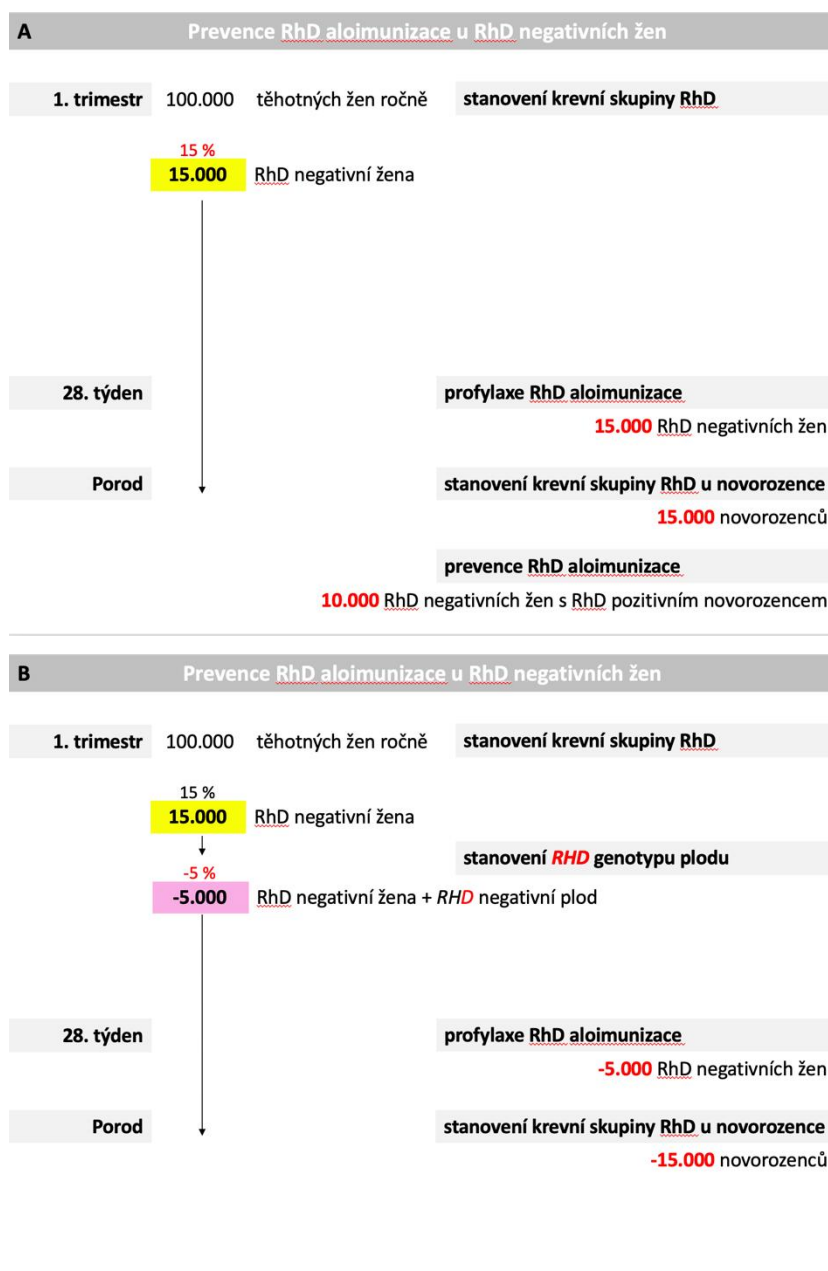 A Prevence RhD aloimunizace u RhD negativních žen
1. trimestr 100.000 těhotných žen ročně stanovení krevní skupiny RhD
15 %
15.000 RhD negativní žena
28. týden profylaxe RhD aloimunizace
15.000 RhD negativních žen
Porod stanovení krevní skupiny RhD u novorozence
15.000 novorozenců
prevence RhD aloimunizace
10.000 RhD negativních žen s RhD pozitivním novorozencem
B Prevence RhD aloimunizace u RhD negativních žen
1. trimestr 100.000 těhotných žen ročně stanovení krevní skupiny RhD
15 %
15.000 RhD negativní žena
stanovení RHD genotypu plodu
-5 %
-5.000 RhD negativní žena + RHD negativní plod
28. týden profylaxe RhD aloimunizace
-5.000 RhD negativních žen
Porod stanovení krevní skupiny RhD u novorozence
-15.000 novorozenců